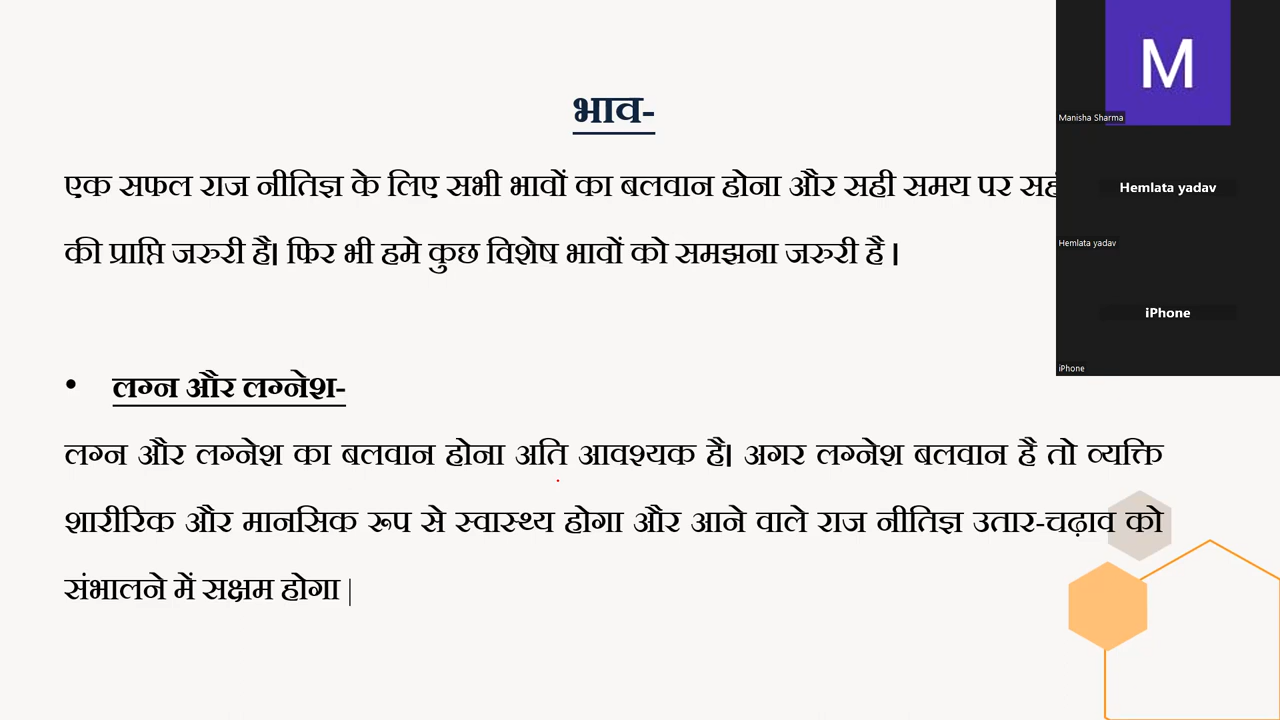 भाव-
एक सफल राज नीतिज्ञ के लिए सभी भावों का बलवान होना और सही समय पर
की प्राप्ति जरुरी है। फिर भी हमे कुछ विशेष भावों को समझना जरुरी है ।
• लग्न और लग्नेश-
लग्न और लग्नेश का बलवान होना अति आवश्यक है। अगर लग्नेश बलवान है तो व्यक्ति
शारीरिक और मानसिक रूप से स्वास्थ्य होगा और आने वाले राज नीतिज्ञ उतार-चढ़ाव को
संभालने में सक्षम होगा |
M
Manisha Sharma
Hemlata yadav
Hemlata yadav
iPhone
iPhone